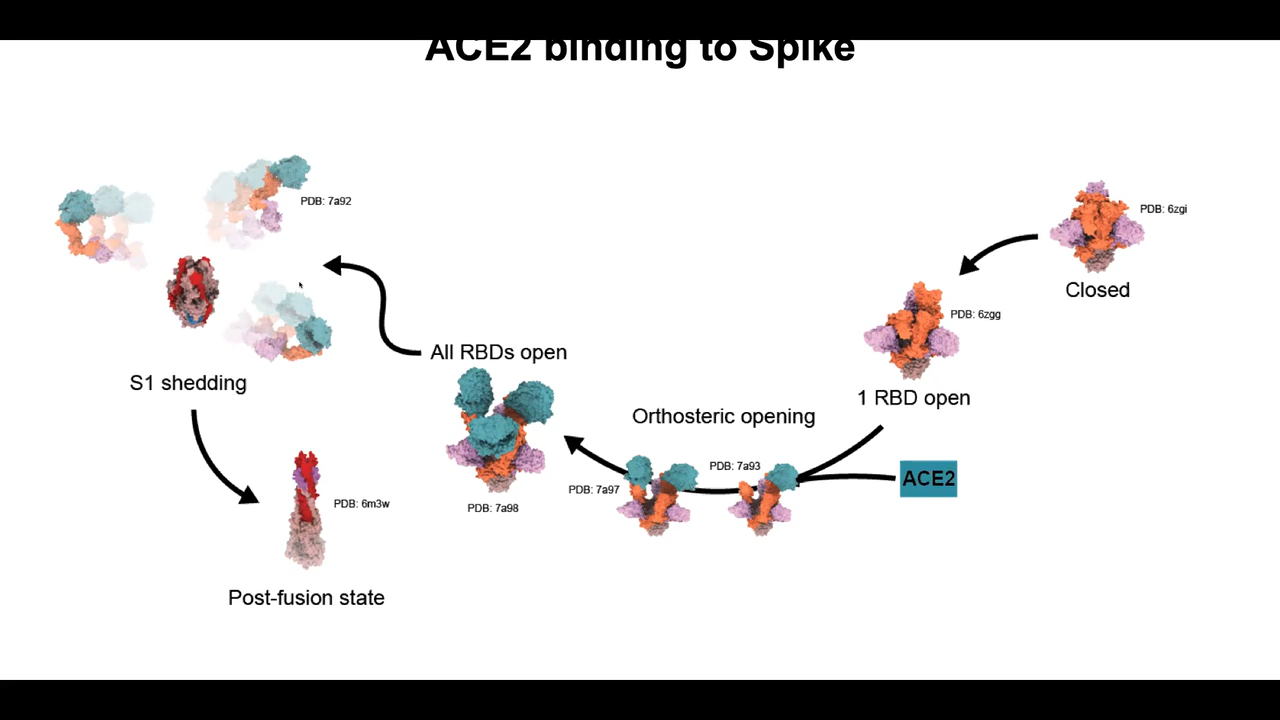 ACE2 binding to Spike
PDB: 7a92
PDB: 6zgi
Closed
PDB: 6zgg
All RBDs open
S1 shedding
1 RBD open
Orthosteric opening
PDB: 7a93
ACE2
PDB: 7a97
PDB: 6m3w
PDB: 7a98
Post-fusion state